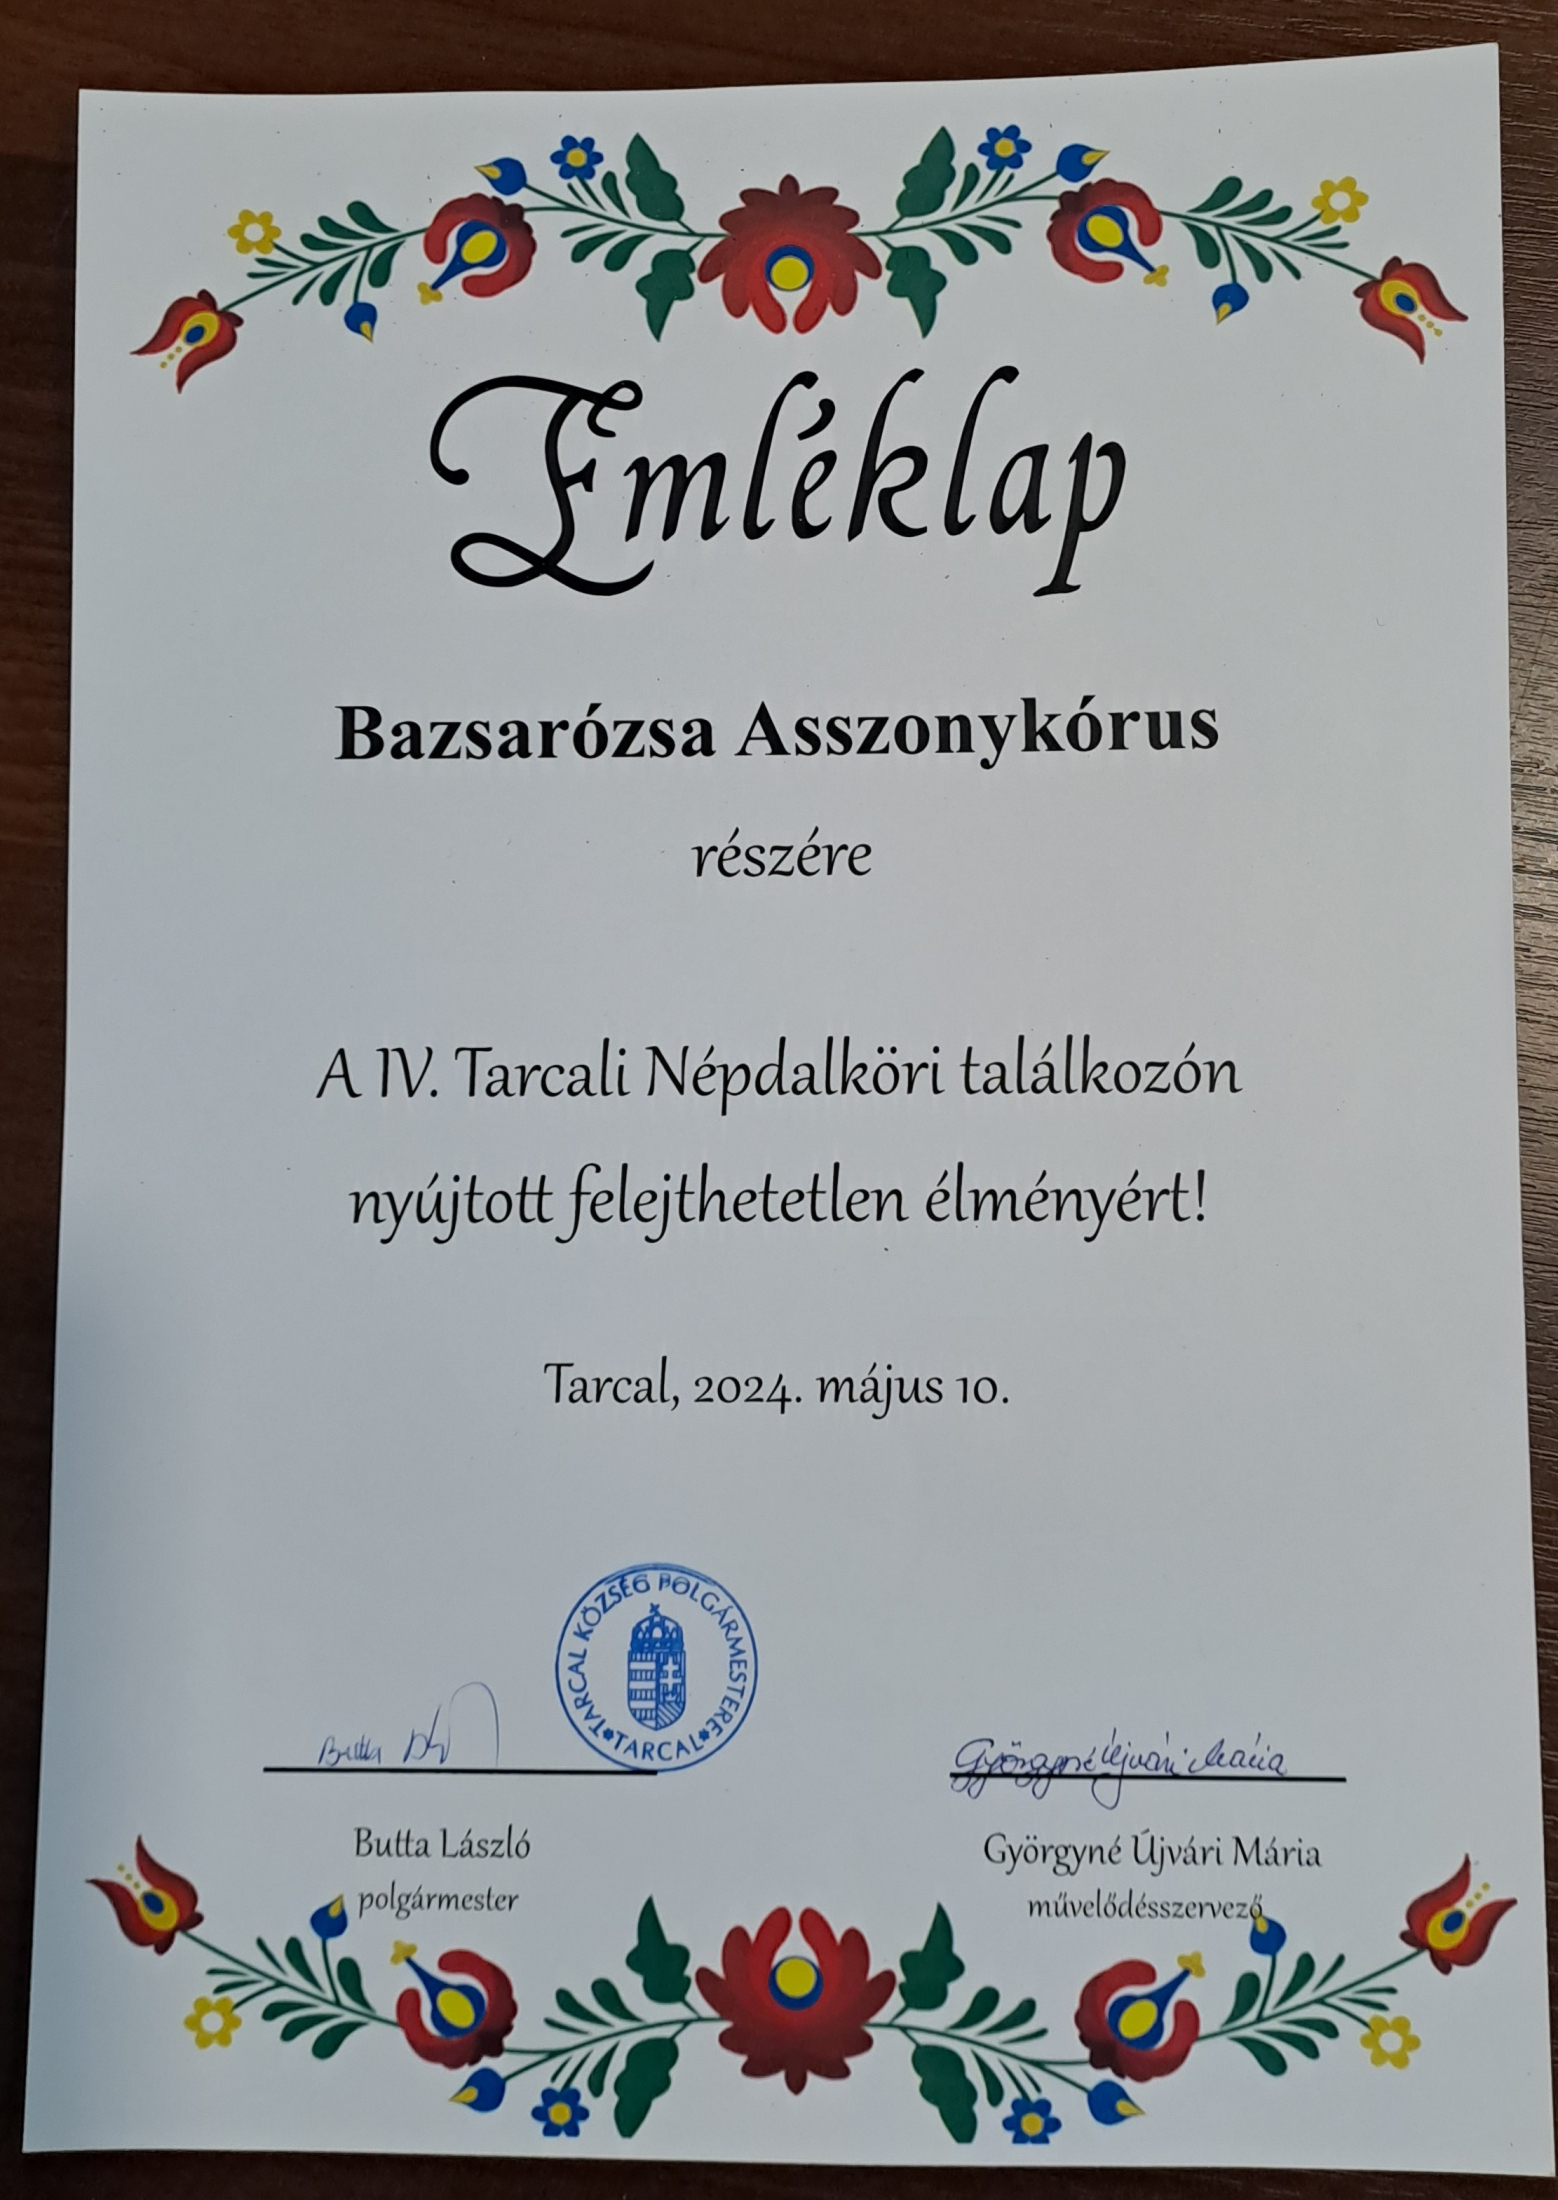 Emléklap
Bazsarózsa Asszonykórus
részére
A IV. Tarcali Népdalköri találkozón
nyújtott felejthetetlen élményért!
Tarcal, 2024. május 10.
TARCAL KÖZSÉG POLGÁRMESTERE
TARCAL
Butta
Györgyné Újvári Mária
Butta László
polgármester
Györgyné Újvári Mária
művelődésszervező